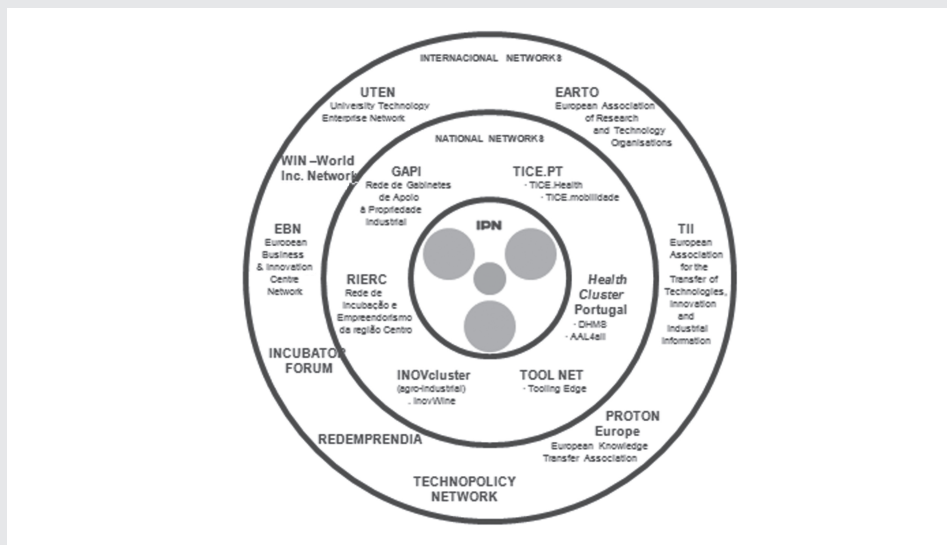 INTERNACIONAL NETWORKS
UTEN
University Technology
Enterprise Network
EARTO
European Association
of Research
and Technology
Organisations
WIN –World
Inc. Network
EBN
European
Business
& Innovation
Centre
Network
TII
European
Association
for the
Transfer of
Technologies,
Innovation
and
Industrial
Information
INCUBATOR
FORUM
REDEMPRENDIA
TECHNOPOLICY
NETWORK
PROTON
Europe
European Knowledge
Transfer Association
NATIONAL NETWORKS
GAPI
Rede de Gabinetes
de Apoio
à Propriedade
Industrial
TICE.PT
· TICE.Health
· TICE.mobilidade
RIERC
Rede de
Incubação e
Empreendorismo
da região Centro
Health
Cluster
Portugal
· DHMS
· AAL4all
INOVcluster
(agro-industrial)
. InovWine
TOOL NET
· Tooling Edge
IPN